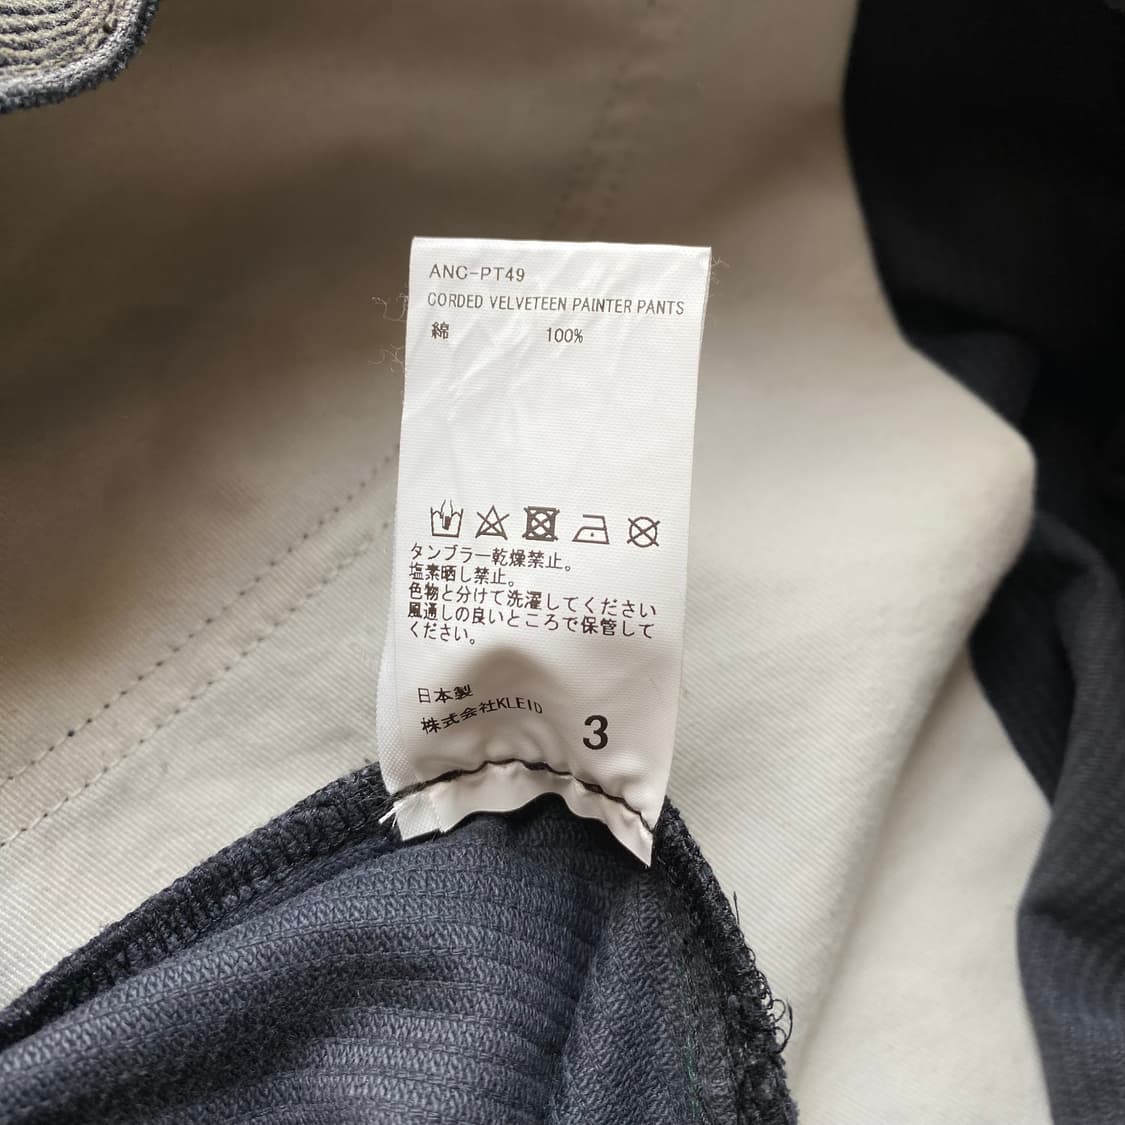 ANC-PT49
CORDED VELVETEEN PAINTER PANTS
綿 100%
タンブラー乾燥禁止。
塩素晒し禁止。
色物と分けて洗濯してください
風通しの良いところで保管して
ください。
日本製
株式会社KLEID
3